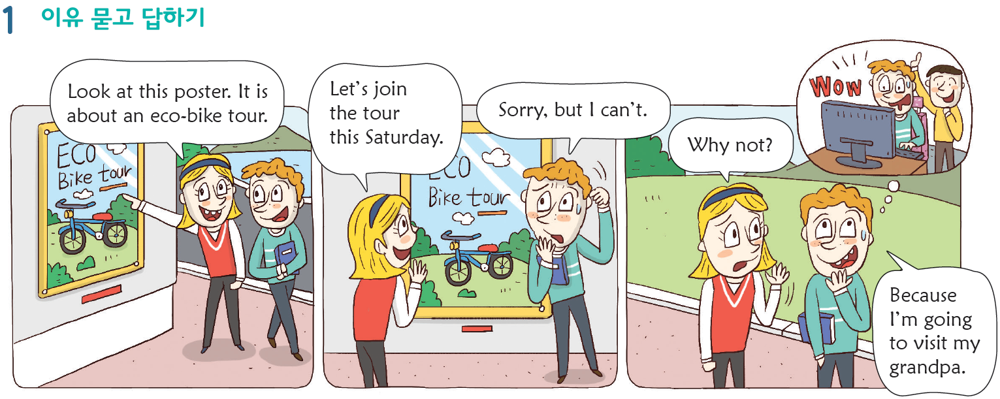 1 이유 묻고 답하기
Look at this poster. It is
about an eco-bike tour.
ECO
Bike tour
Let's join
the tour
this Saturday.
Sorry, but I can't.
ECO
Bike tour
Why not?
WOW
Because
I'm going
to visit my
grandpa.